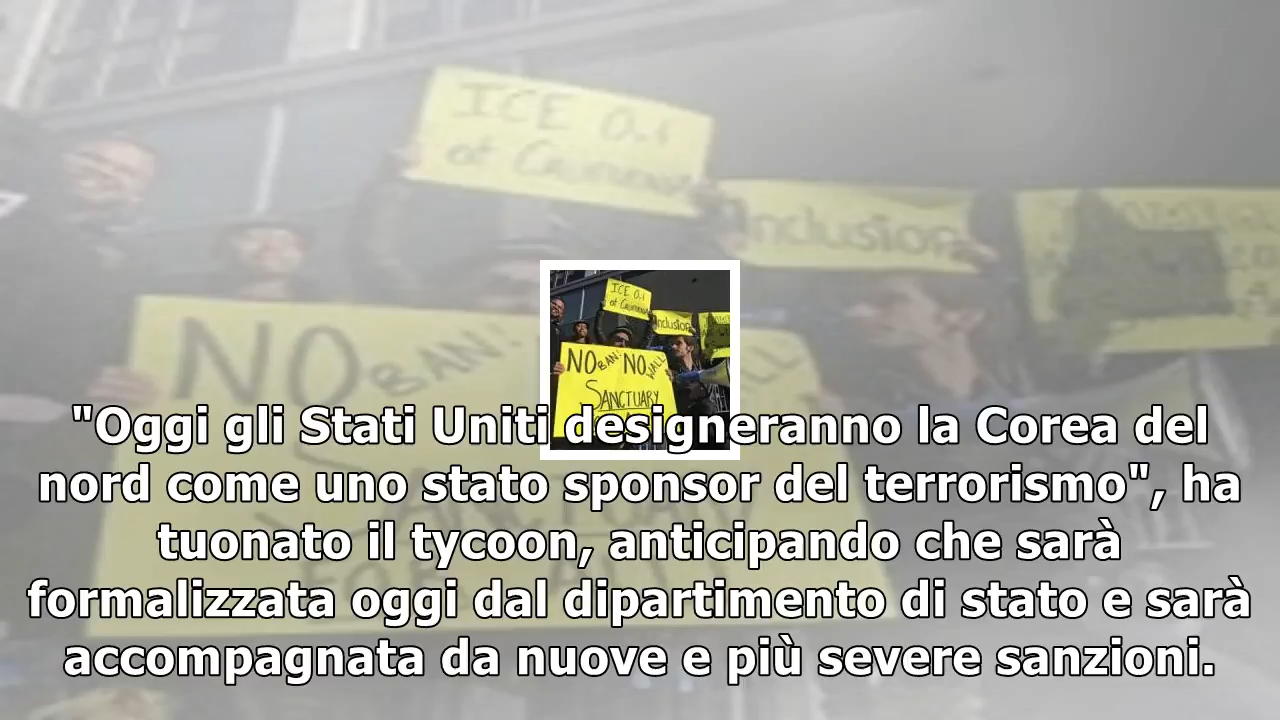 ICE
of California
Inclusion
NO BAN! NO WALL
SANCTUARY
"Oggi gli Stati Uniti designeranno la Corea del
nord come uno stato sponsor del terrorismo", ha
tuonato il tycoon, anticipando che sarà
formalizzata oggi dal dipartimento di stato e sarà
accompagnata da nuove e più severe sanzioni.